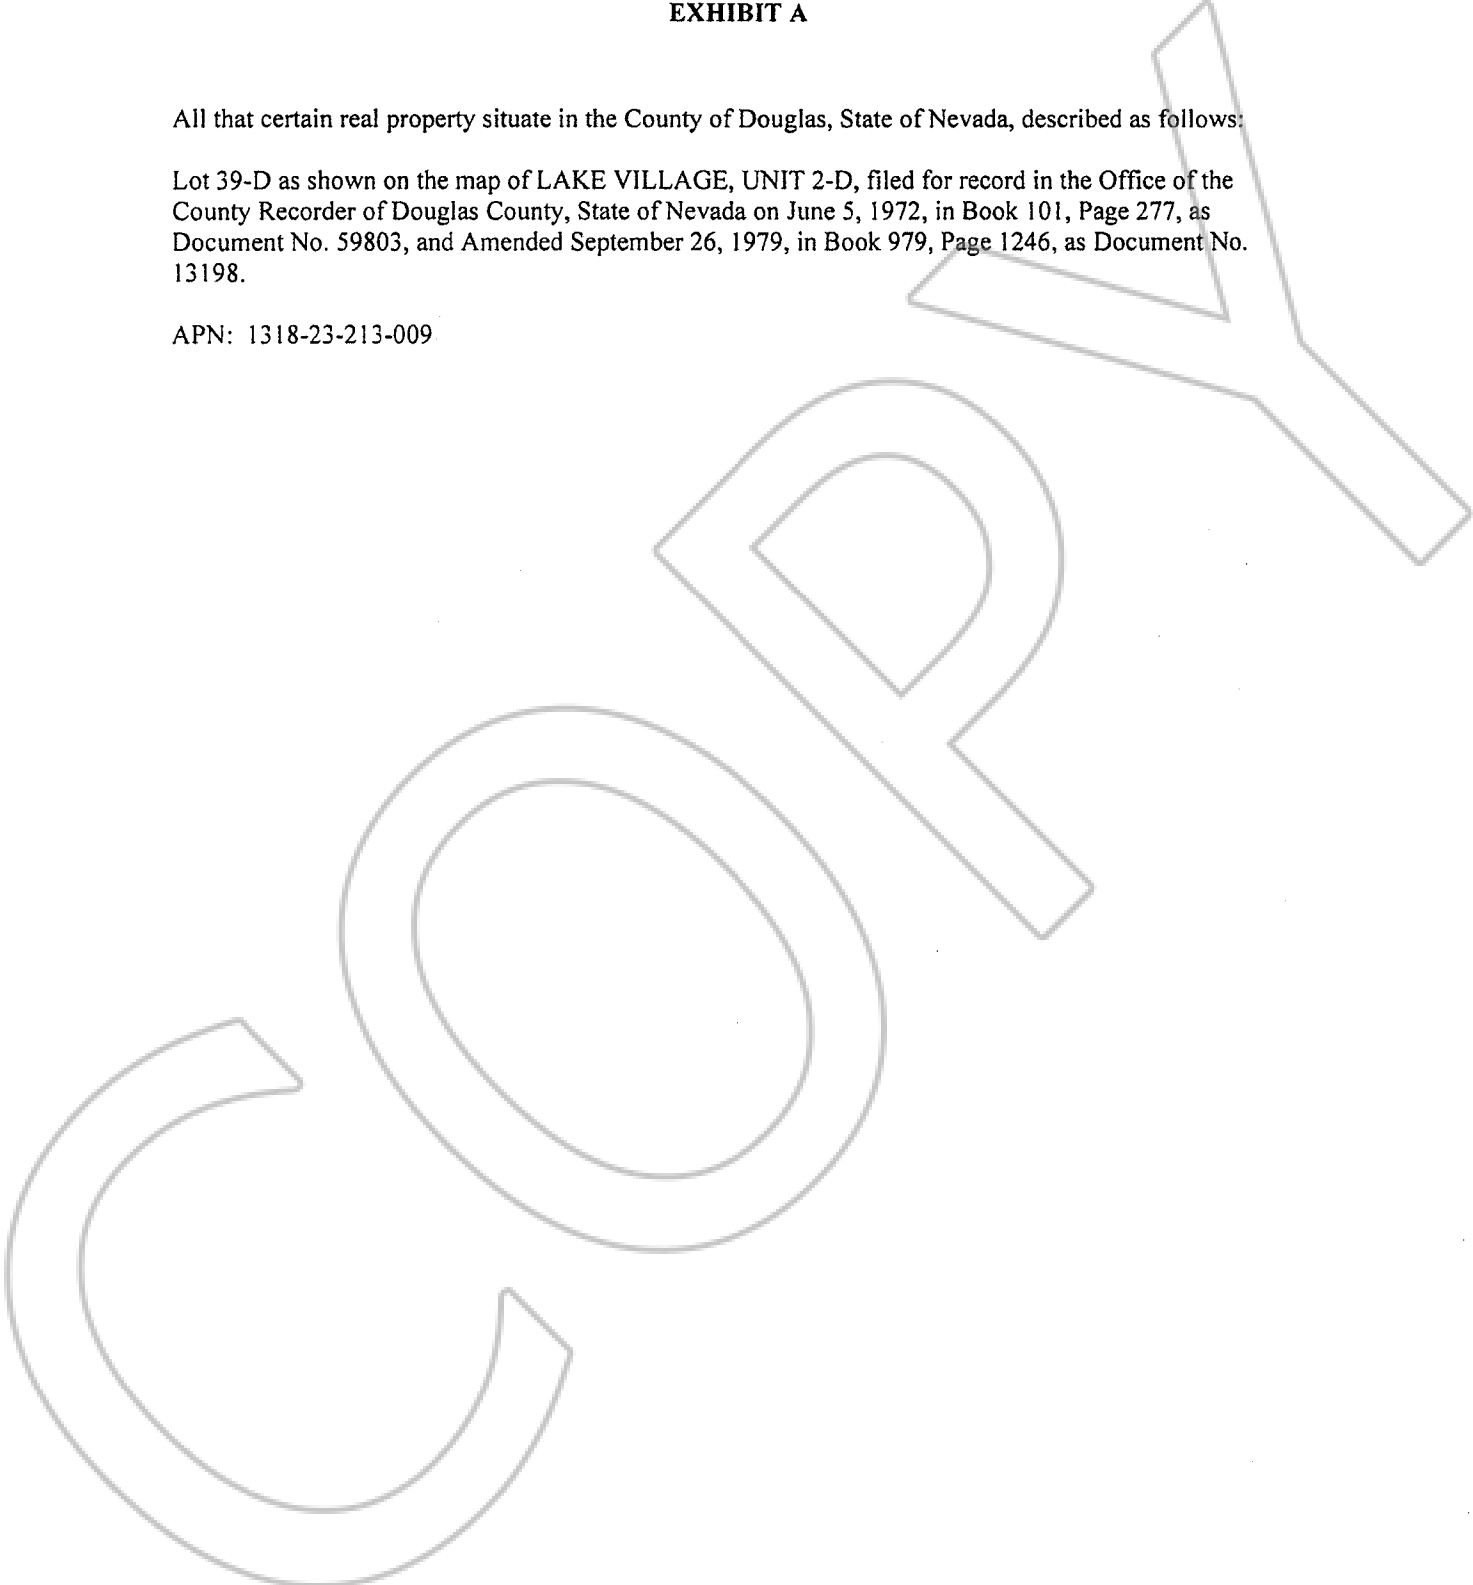 EXHIBIT A
All that certain real property situate in the County of Douglas, State of Nevada, described as follows:
Lot 39-D as shown on the map of LAKE VILLAGE, UNIT 2-D, filed for record in the Office of the
County Recorder of Douglas County, State of Nevada on June 5, 1972, in Book 101, Page 277, as
Document No. 59803, and Amended September 26, 1979, in Book 979, Page 1246, as Document No.
13198.
APN: 1318-23-213-009
COPY